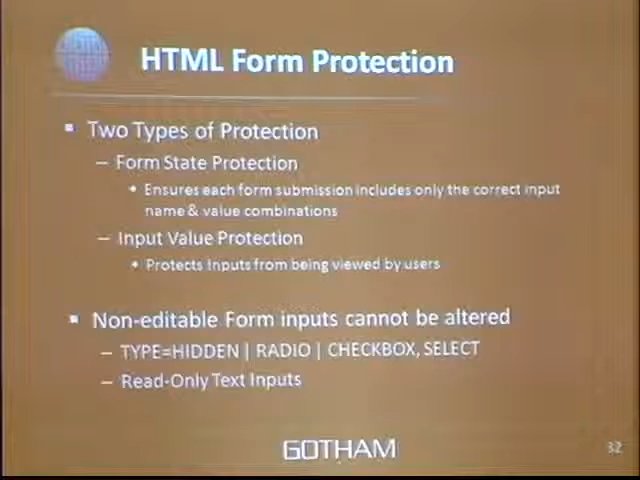 HTML Form Protection
Two Types of Protection
– Form State Protection
• Ensures each form submission includes only the correct input
name & value combinations
– Input Value Protection
• Protects Inputs from being viewed by users
Non-editable Form inputs cannot be altered
– TYPE=HIDDEN | RADIO | CHECKBOX, SELECT
– Read-Only Text Inputs
GOTHAM
32